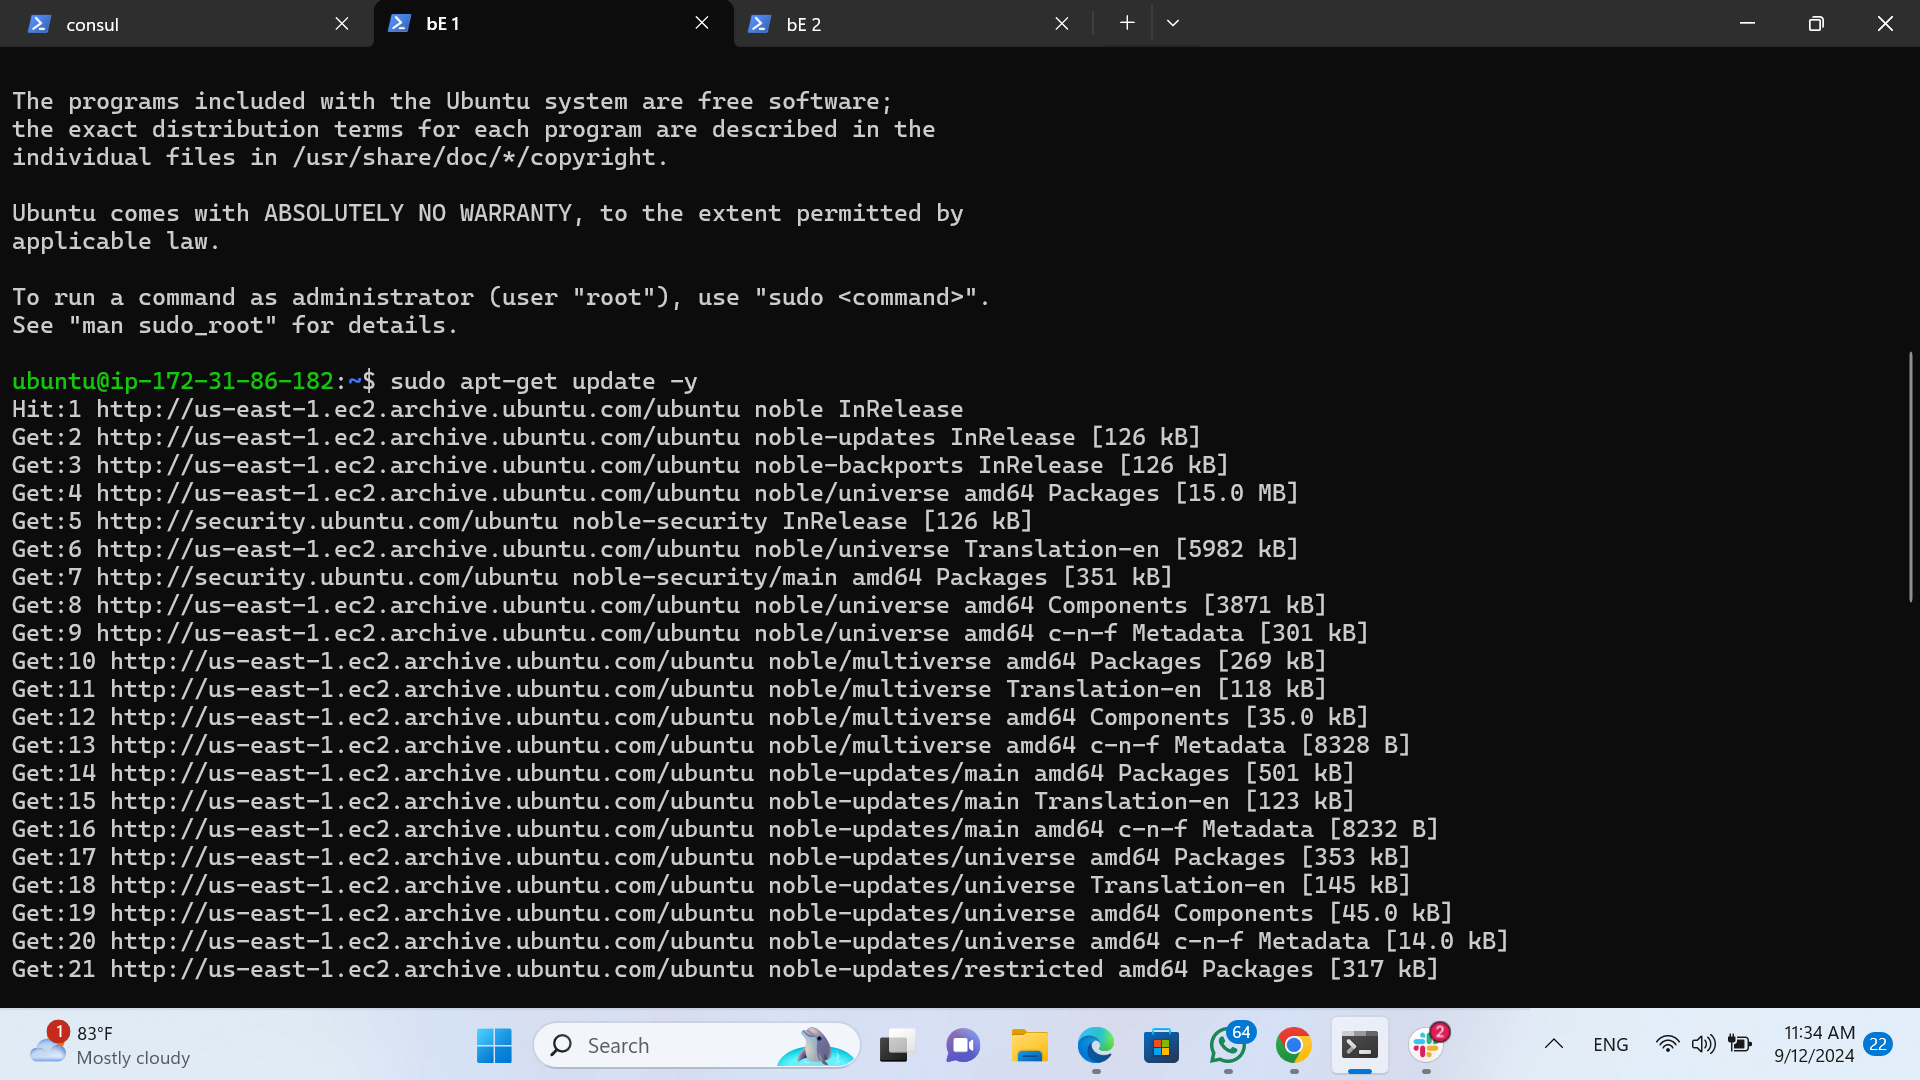 consul
bE 1
bE 2
The programs included with the Ubuntu system are free software;
the exact distribution terms for each program are described in the
individual files in /usr/share/doc/*/copyright.
Ubuntu comes with ABSOLUTELY NO WARRANTY, to the extent permitted by
applicable law.
To run a command as administrator (user "root"), use "sudo <command>".
See "man sudo_root" for details.
ubuntu@ip-172-31-86-182:~$ sudo apt-get update -y
Hit:1 http://us-east-1.ec2.archive.ubuntu.com/ubuntu noble InRelease
Get:2 http://us-east-1.ec2.archive.ubuntu.com/ubuntu noble-updates InRelease [126 kB]
Get:3 http://us-east-1.ec2.archive.ubuntu.com/ubuntu noble-backports InRelease [126 kB]
Get:4 http://us-east-1.ec2.archive.ubuntu.com/ubuntu noble/universe amd64 Packages [15.0 MB]
Get:5 http://security.ubuntu.com/ubuntu noble-security InRelease [126 kB]
Get:6 http://us-east-1.ec2.archive.ubuntu.com/ubuntu noble/universe Translation-en [5982 kB]
Get:7 http://security.ubuntu.com/ubuntu noble-security/main amd64 Packages [351 kB]
Get:8 http://us-east-1.ec2.archive.ubuntu.com/ubuntu noble/universe amd64 Components [3871 kB]
Get:9 http://us-east-1.ec2.archive.ubuntu.com/ubuntu noble/universe amd64 c-n-f Metadata [301 kB]
Get:10 http://us-east-1.ec2.archive.ubuntu.com/ubuntu noble/multiverse amd64 Packages [269 kB]
Get:11 http://us-east-1.ec2.archive.ubuntu.com/ubuntu noble/multiverse Translation-en [118 kB]
Get:12 http://us-east-1.ec2.archive.ubuntu.com/ubuntu noble/multiverse amd64 Components [35.0 kB]
Get:13 http://us-east-1.ec2.archive.ubuntu.com/ubuntu noble/multiverse amd64 c-n-f Metadata [8328 B]
Get:14 http://us-east-1.ec2.archive.ubuntu.com/ubuntu noble-updates/main amd64 Packages [501 kB]
Get:15 http://us-east-1.ec2.archive.ubuntu.com/ubuntu noble-updates/main Translation-en [123 kB]
Get:16 http://us-east-1.ec2.archive.ubuntu.com/ubuntu noble-updates/main amd64 c-n-f Metadata [8232 B]
Get:17 http://us-east-1.ec2.archive.ubuntu.com/ubuntu noble-updates/universe amd64 Packages [353 kB]
Get:18 http://us-east-1.ec2.archive.ubuntu.com/ubuntu noble-updates/universe Translation-en [145 kB]
Get:19 http://us-east-1.ec2.archive.ubuntu.com/ubuntu noble-updates/universe amd64 Components [45.0 kB]
Get:20 http://us-east-1.ec2.archive.ubuntu.com/ubuntu noble-updates/universe amd64 c-n-f Metadata [14.0 kB]
Get:21 http://us-east-1.ec2.archive.ubuntu.com/ubuntu noble-updates/restricted amd64 Packages [317 kB]
1
83°F
Mostly cloudy
Search
64
2
ENG
11:34 AM
9/12/2024
22